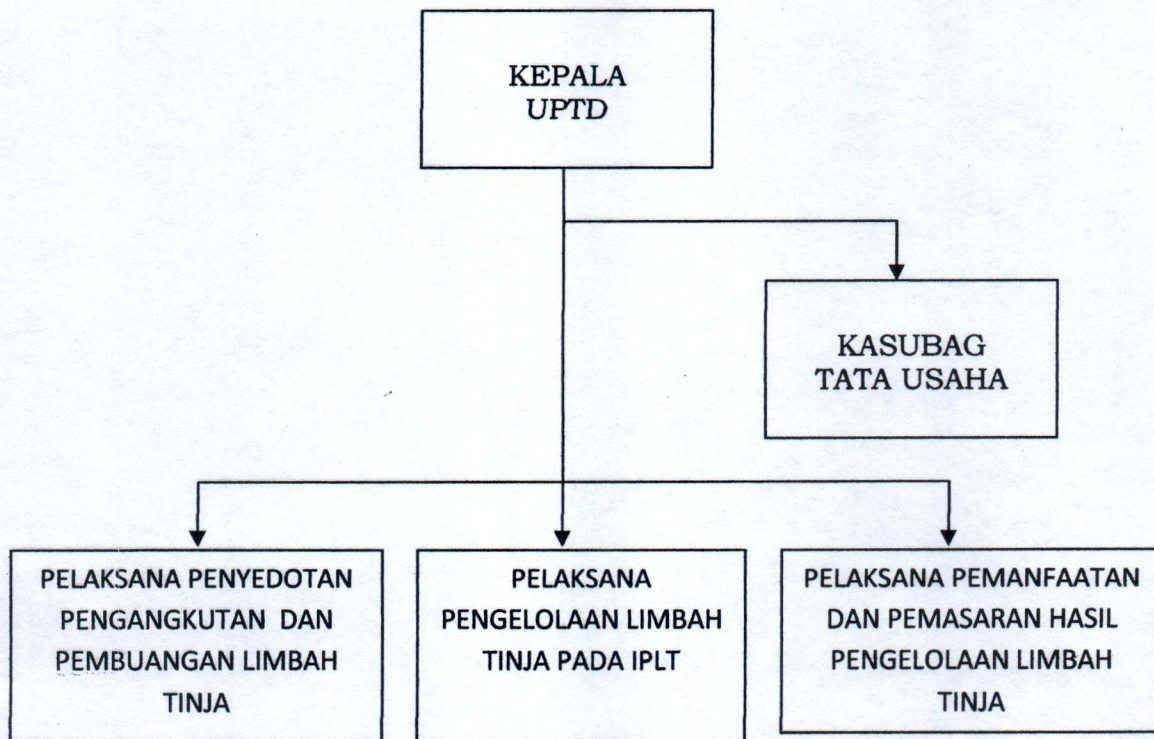 KEPALA
UPTD
KASUBAG
TATA USAHA
PELAKSANA PENYEDOTAN
PENGANGKUTAN DAN
PEMBUANGAN LIMBAH
TINJA
PELAKSANA
PENGELOLAAN LIMBAH
TINJA PADA IPLT
PELAKSANA PEMANFAATAN
DAN PEMASARAN HASIL
PENGELOLAAN LIMBAH
TINJA